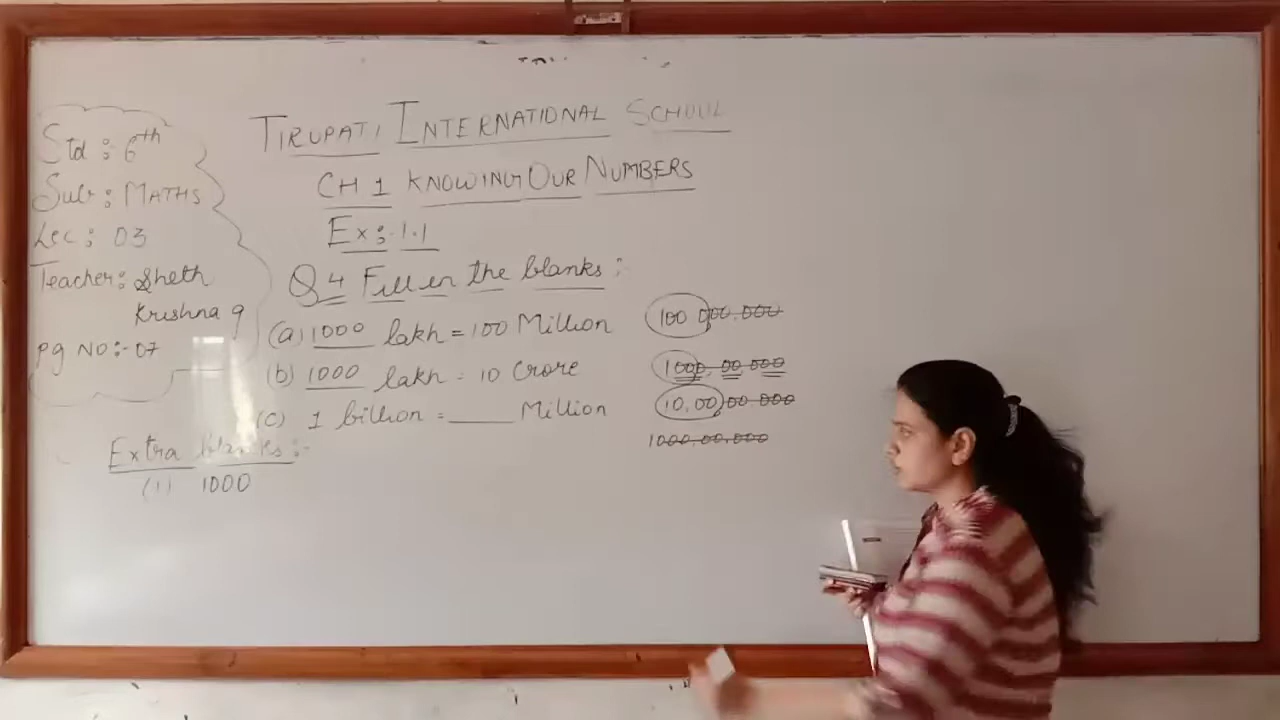 Std : 6th
Sub : MATHS
Lec : 03
Teacher : Sheth
Krishna g
Pg NO :- 07
TIRUPATI INTERNATIONAL SCHOOL
CH 1 KNOWING OUR NUMBERS
Ex :- 1.1
Q 4 Fill in the blanks :
(a) 1000 lakh = 100 Million
100 000,000
(b) 1000 lakh = 10 Crore
1000,00,000
(c) 1 billion = ____ Million
10,00,00,000
1000,00,000
Extra blanks :-
(1) 1000